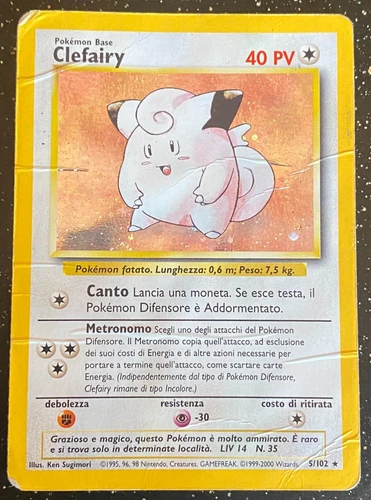 Pokémon Base
Clefairy 40 PV
Pokémon fatato. Lunghezza: 0,6 m; Peso: 7,5 kg.
Canto Lancia una moneta. Se esce testa, il
Pokémon Difensore è Addormentato.
Metronomo Scegli uno degli attacchi del Pokémon
Difensore. Il Metronomo copia quell'attacco, ad esclusione
dei suoi costi di Energia e di altre azioni necessarie per
portare a termine quell'attacco, come scartare carte
Energia. (Indipendentemente dal tipo di Pokémon Difensore,
Clefairy rimane di tipo Incolore.)
debolezza resistenza costo di ritirata
-30
Grazioso e magico, questo Pokémon è molto ammirato. È raro
e si trova solo in determinate località. LIV 14 N. 35
Illus. Ken Sugimori ©1995, 96, 98 Nintendo, Creatures, GAMEFREAK. ©1999-2000 Wizards 5/102 ★